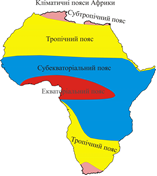 Кліматичні пояси Африки
Субтропічний пояс
Тропічний пояс
Субекваторіальний пояс
Екваторіальний пояс
Тропічний пояс